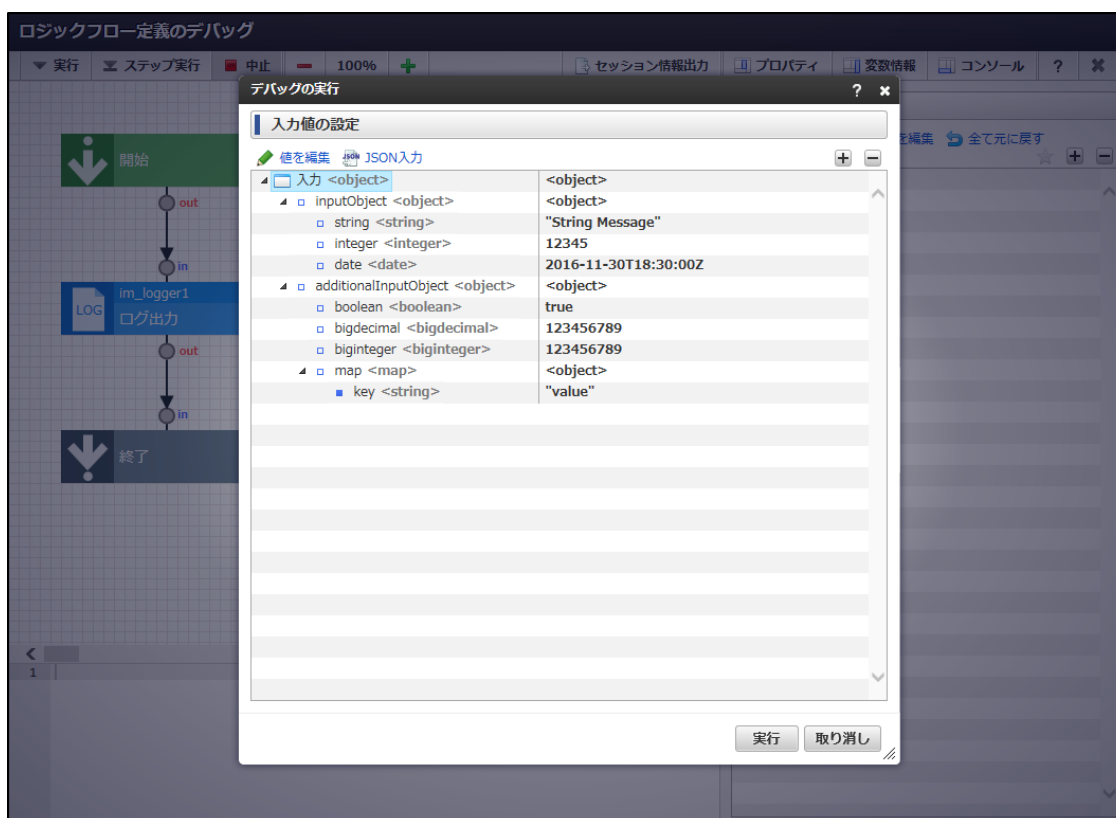 ロジックフロー定義のデバッグ
実行 ステップ実行 中止 100% セッション情報出力 プロパティ 変数情報 コンソール ?
デバッグの実行 ?
入力値の設定
値を編集 JSON JSON入力
を編集 全て元に戻す
入力 <object> <object>
inputObject <object> <object>
string <string> "String Message"
integer <integer> 12345
date <date> 2016-11-30T18:30:00Z
additionalInputObject <object> <object>
boolean <boolean> true
bigdecimal <bigdecimal> 123456789
biginteger <biginteger> 123456789
map <map> <object>
key <string> "value"
開始
out
in
im_logger1
LOG ログ出力
out
in
終了
1
実行 取り消し